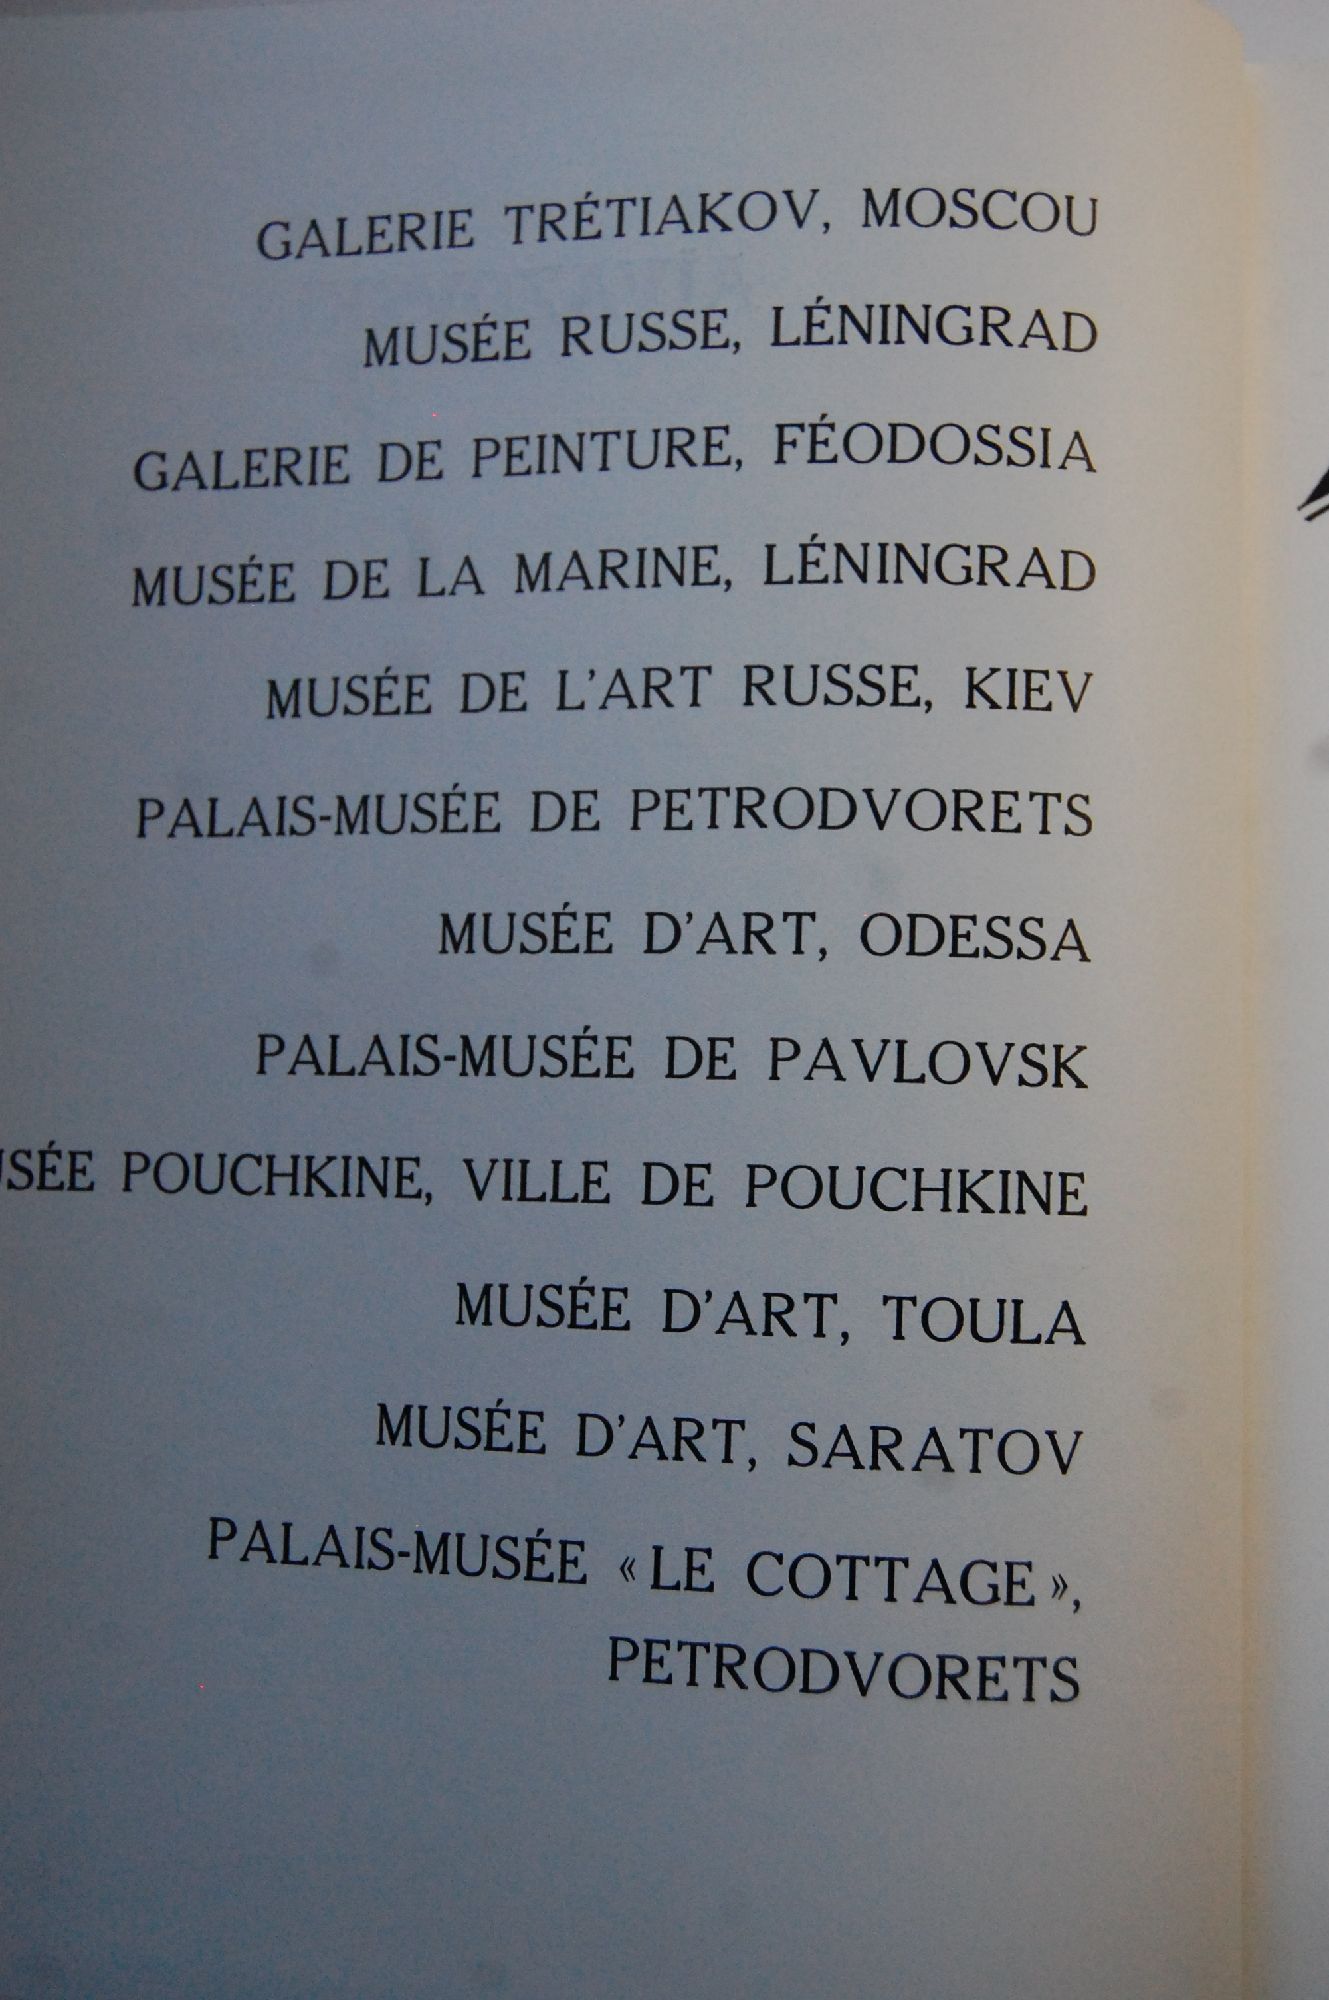 GALERIE TRÉTIAKOV, MOSCOU
MUSÉE RUSSE, LÉNINGRAD
GALERIE DE PEINTURE, FÉODOSSIA
MUSÉE DE LA MARINE, LÉNINGRAD
MUSÉE DE L'ART RUSSE, KIEV
PALAIS-MUSÉE DE PETRODVORETS
MUSÉE D'ART, ODESSA
PALAIS-MUSÉE DE PAVLOVSK
POUCHKINE, VILLE DE POUCHKINE
MUSÉE D'ART, TOULA
MUSÉE D'ART, SARATOV
PALAIS-MUSÉE « LE COTTAGE »,
PETRODVORETS